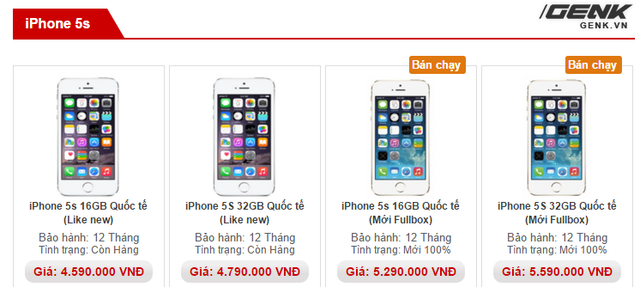 iPhone 5s
GENK
GENK.VN
Bán chạy
Bán chạy
iPhone 5s 16GB Quốc tế
(Like new)
Bảo hành: 12 Tháng
Tình trạng: Còn Hàng
Giá: 4.590.000 VNĐ
iPhone 5S 32GB Quốc tế
(Like new)
Bảo hành: 12 Tháng
Tình trạng: Còn Hàng
Giá: 4.790.000 VNĐ
iPhone 5s 16GB Quốc tế
(Mới Fullbox)
Bảo hành: 12 Tháng
Tình trạng: Mới 100%
Giá: 5.290.000 VNĐ
iPhone 5S 32GB Quốc tế
(Mới Fullbox)
Bảo hành: 12 Tháng
Tình trạng: Mới 100%
Giá: 5.590.000 VNĐ